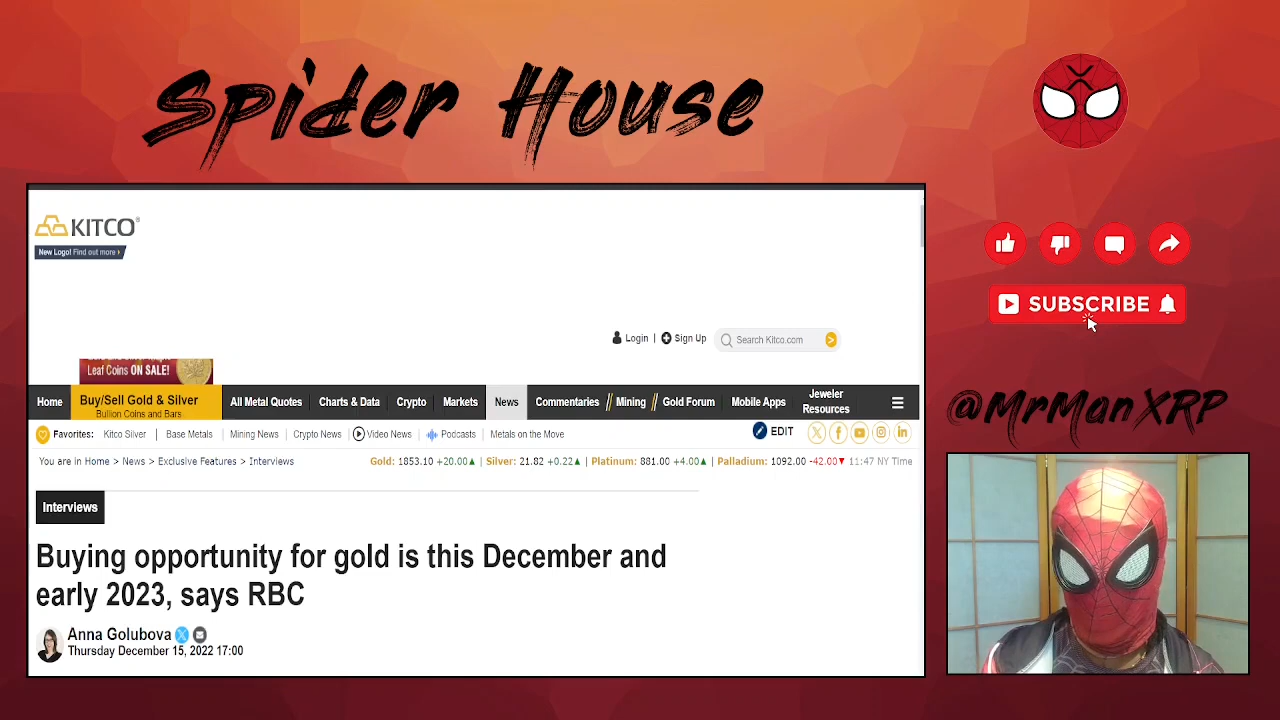 Spider House
KITCO®
New Logo! Find out more ›
SUBSCRIBE
Login | Sign Up Search Kitco.com
Leaf Coins ON SALE!
Home Buy/Sell Gold & Silver Bullion Coins and Bars All Metal Quotes Charts & Data Crypto Markets News Commentaries Mining Gold Forum Mobile Apps Jeweler Resources
Favorites: Kitco Silver | Base Metals | Mining News | Crypto News | Video News | Podcasts | Metals on the Move EDIT
You are in Home > News > Exclusive Features > Interviews Gold: 1853.10 +20.00▲ | Silver: 21.82 +0.22▲ | Platinum: 881.00 +4.00▲ | Palladium: 1092.00 -42.00▼ 11:47 NY Time
@MrManXRP
Interviews
Buying opportunity for gold is this December and
early 2023, says RBC
Anna Golubova
Thursday December 15, 2022 17:00